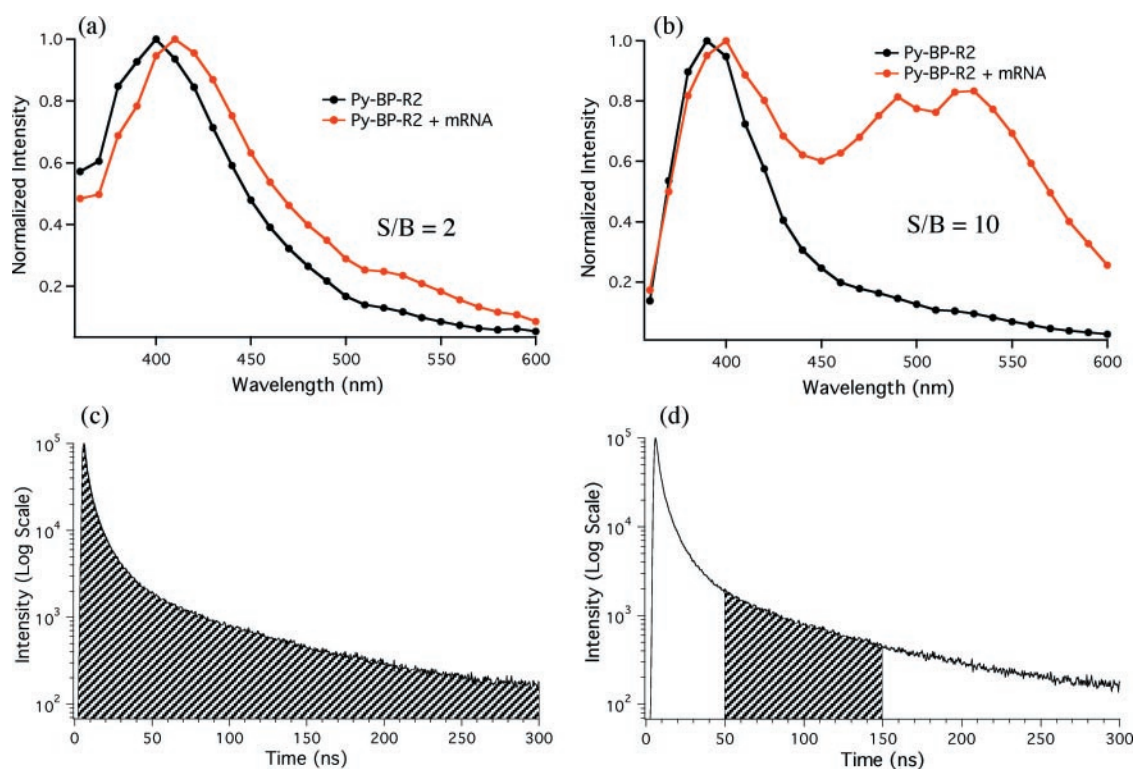 (a)
Normalized Intensity
1.0
0.8
0.6
0.4
0.2
Py-BP-R2
Py-BP-R2 + mRNA
S/B = 2
400
450
500
550
600
Wavelength (nm)
(b)
Normalized Intensity
1.0
0.8
0.6
0.4
0.2
Py-BP-R2
Py-BP-R2 + mRNA
S/B = 10
400
450
500
550
600
Wavelength (nm)
(c)
Intensity (Log Scale)
10⁵
10⁴
10³
10²
0
50
100
150
200
250
300
Time (ns)
(d)
Intensity (Log Scale)
10⁵
10⁴
10³
10²
0
50
100
150
200
250
300
Time (ns)